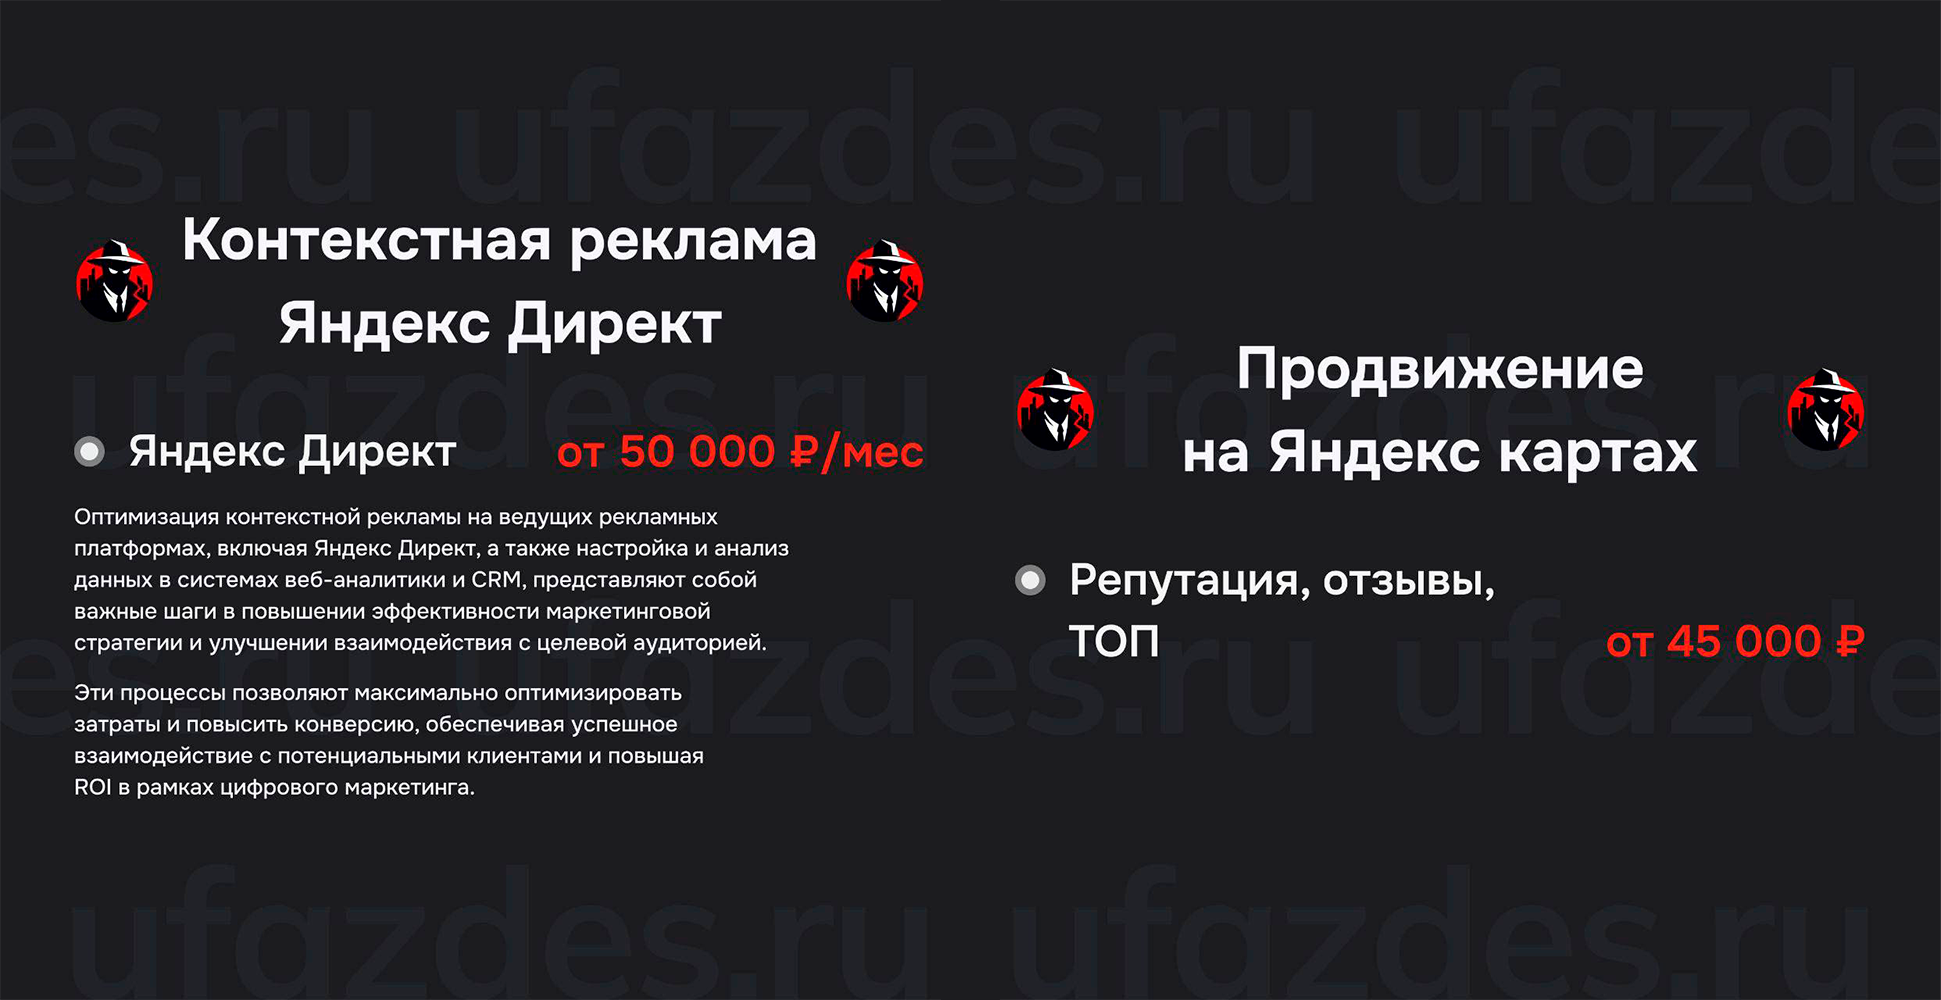 Контекстная реклама
Яндекс Директ
Яндекс Директ
от 50 000 ₽/мес
Оптимизация контекстной рекламы на ведущих рекламных
платформах, включая Яндекс Директ, а также настройка и анализ
данных в системах веб-аналитики и CRM, представляют собой
важные шаги в повышении эффективности маркетинговой
стратегии и улучшении взаимодействия с целевой аудиторией.
Эти процессы позволяют максимально оптимизировать
затраты и повысить конверсию, обеспечивая успешное
взаимодействие с потенциальными клиентами и повышая
ROI в рамках цифрового маркетинга.
Продвижение
на Яндекс картах
Репутация, отзывы,
ТОП
от 45 000 ₽
es.ru ufazdes.ru ufazde
ufazdes.ru ufazdes.ru
es.ru ufazdes.ru ufazde
ufazdes.ru ufazdes.ru